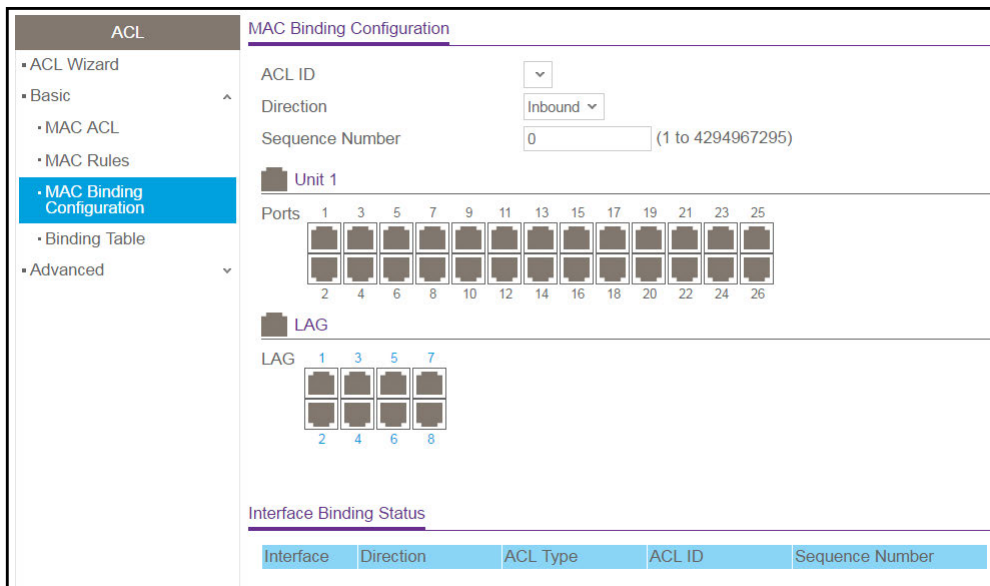 ACL
ACL Wizard
Basic
MAC ACL
MAC Rules
MAC Binding
Configuration
Binding Table
Advanced
MAC Binding Configuration
ACL ID
Direction Inbound
Sequence Number 0 (1 to 4294967295)
Unit 1
Ports 1 3 5 7 9 11 13 15 17 19 21 23 25
2 4 6 8 10 12 14 16 18 20 22 24 26
LAG
LAG 1 3 5 7
2 4 6 8
Interface Binding Status
Interface Direction ACL Type ACL ID Sequence Number